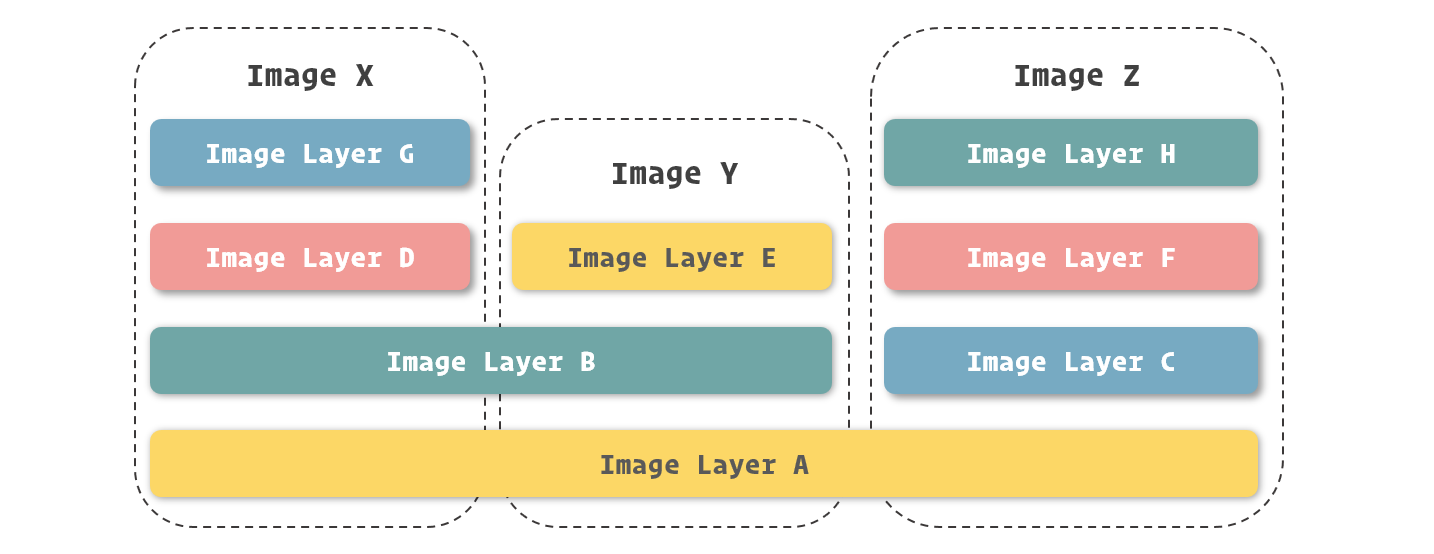 Image X
Image Z
Image Layer G
Image Layer H
Image Y
Image Layer D
Image Layer E
Image Layer F
Image Layer B
Image Layer C
Image Layer A